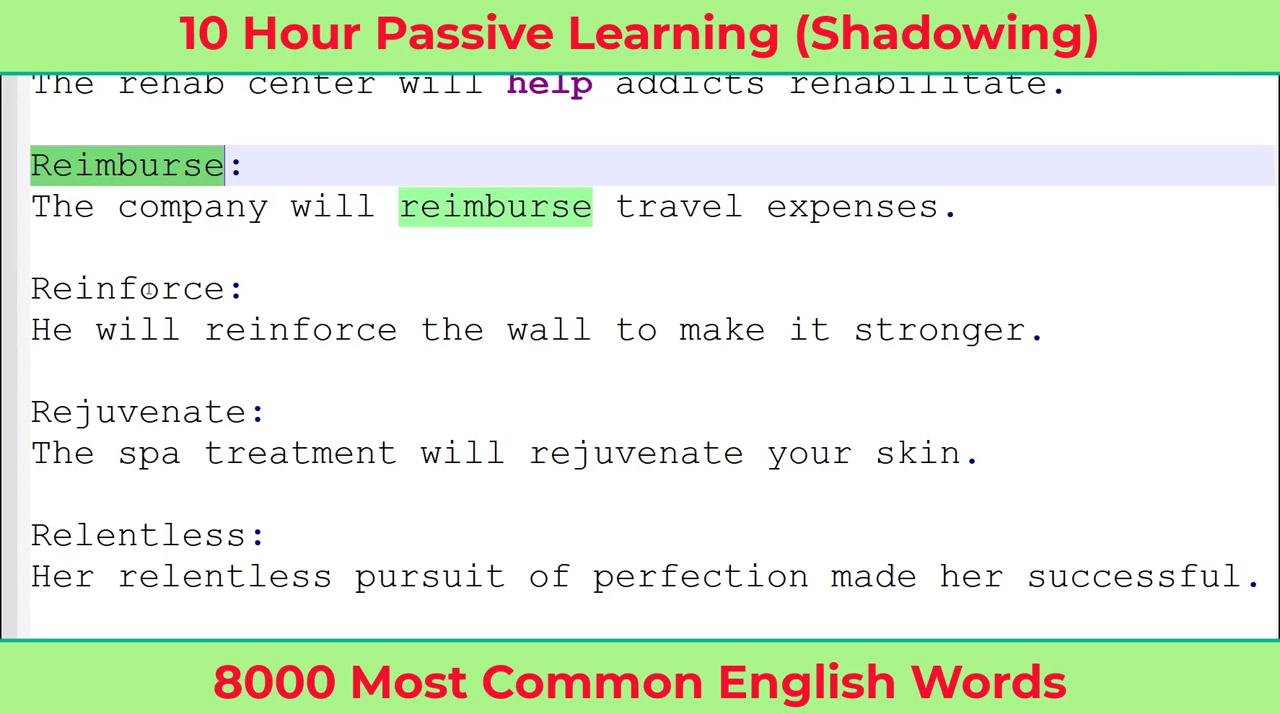 10 Hour Passive Learning (Shadowing)
The rehab center will help addicts rehabilitate.
Reimburse:
The company will reimburse travel expenses.
Reinforce:
He will reinforce the wall to make it stronger.
Rejuvenate:
The spa treatment will rejuvenate your skin.
Relentless:
Her relentless pursuit of perfection made her successful.
8000 Most Common English Words